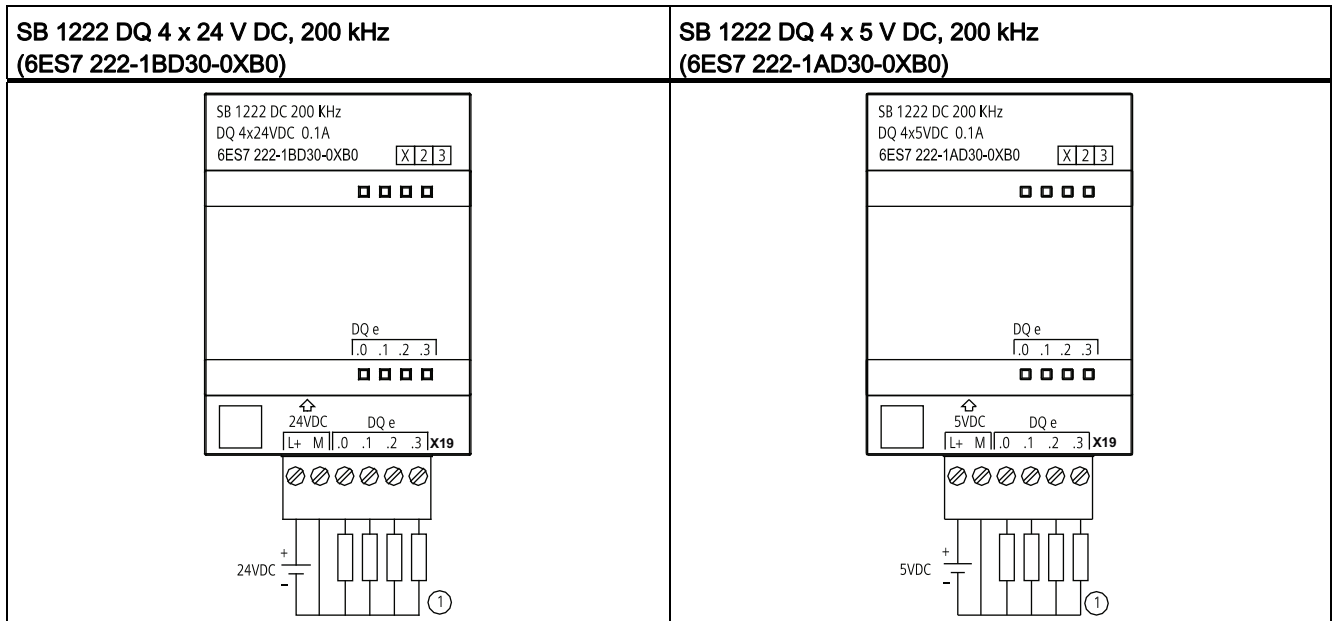 SB 1222 DQ 4 x 24 V DC, 200 kHz
(6ES7 222-1BD30-0XB0)
SB 1222 DQ 4 x 5 V DC, 200 kHz
(6ES7 222-1AD30-0XB0)
SB 1222 DC 200 KHz
DQ 4x24VDC 0.1A
6ES7 222-1BD30-0XB0 X 2 3
DQ e
.0 .1 .2 .3
24VDC DQ e
L+ M .0 .1 .2 .3 X19
+
24VDC
-
1
SB 1222 DC 200 KHz
DQ 4x5VDC 0.1A
6ES7 222-1AD30-0XB0 X 2 3
DQ e
.0 .1 .2 .3
5VDC DQ e
L+ M .0 .1 .2 .3 X19
+
5VDC
-
1